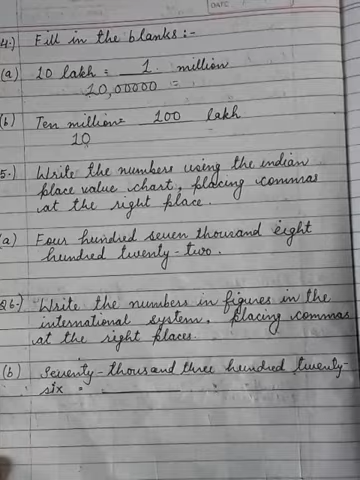 DATE
4.) Fill in the blanks :-
(a) 10 lakh = 1 million
10,00000 =
(b) Ten million = 100 lakh
10
5.) Write the numbers using the indian
place value chart, placing commas
at the right place.
(a) Four hundred seven thousand eight
hundred twenty-two.
Q6.) Write the numbers in figures in the
international system, placing commas
at the right places.
(b) Seventy-thousand three hundred twenty-
six =